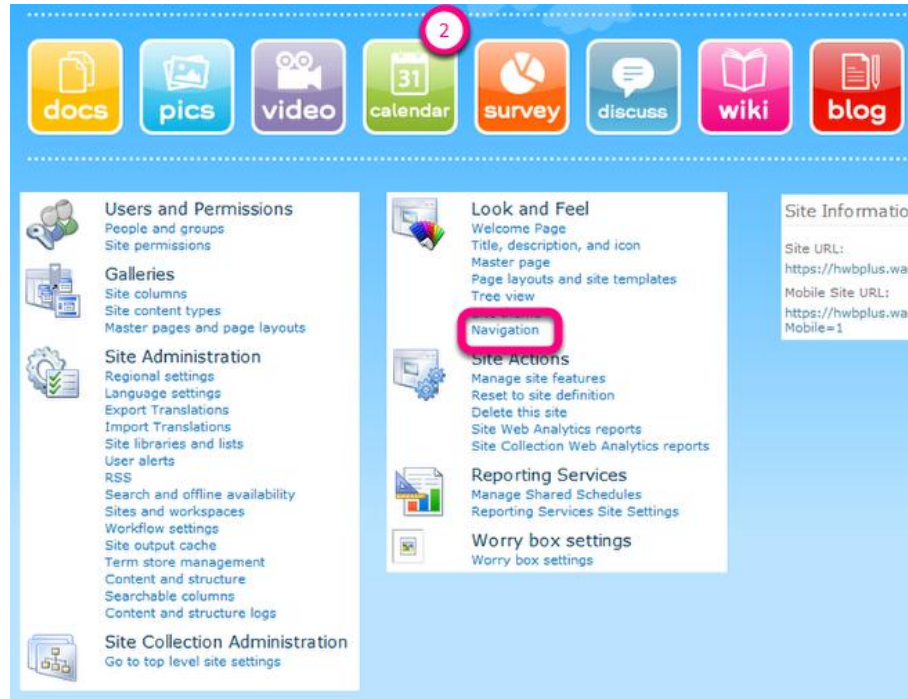 2
31
docs
pics
video
calendar
survey
discuss
wiki
blog
Users and Permissions
People and groups
Site permissions
Galleries
Site columns
Site content types
Master pages and page layouts
Site Administration
Regional settings
Language settings
Export Translations
Import Translations
Site libraries and lists
User alerts
RSS
Search and offline availability
Sites and workspaces
Workflow settings
Site output cache
Term store management
Content and structure
Searchable columns
Content and structure logs
Site Collection Administration
Go to top level site settings
Look and Feel
Welcome Page
Title, description, and icon
Master page
Page layouts and site templates
Tree view
Navigation
Site Actions
Manage site features
Reset to site definition
Delete this site
Site Web Analytics reports
Site Collection Web Analytics reports
Reporting Services
Manage Shared Schedules
Reporting Services Site Settings
Worry box settings
Worry box settings
Site Informatio
Site URL:
https://hwbplus.wa
Mobile Site URL:
https://hwbplus.wa
Mobile=1